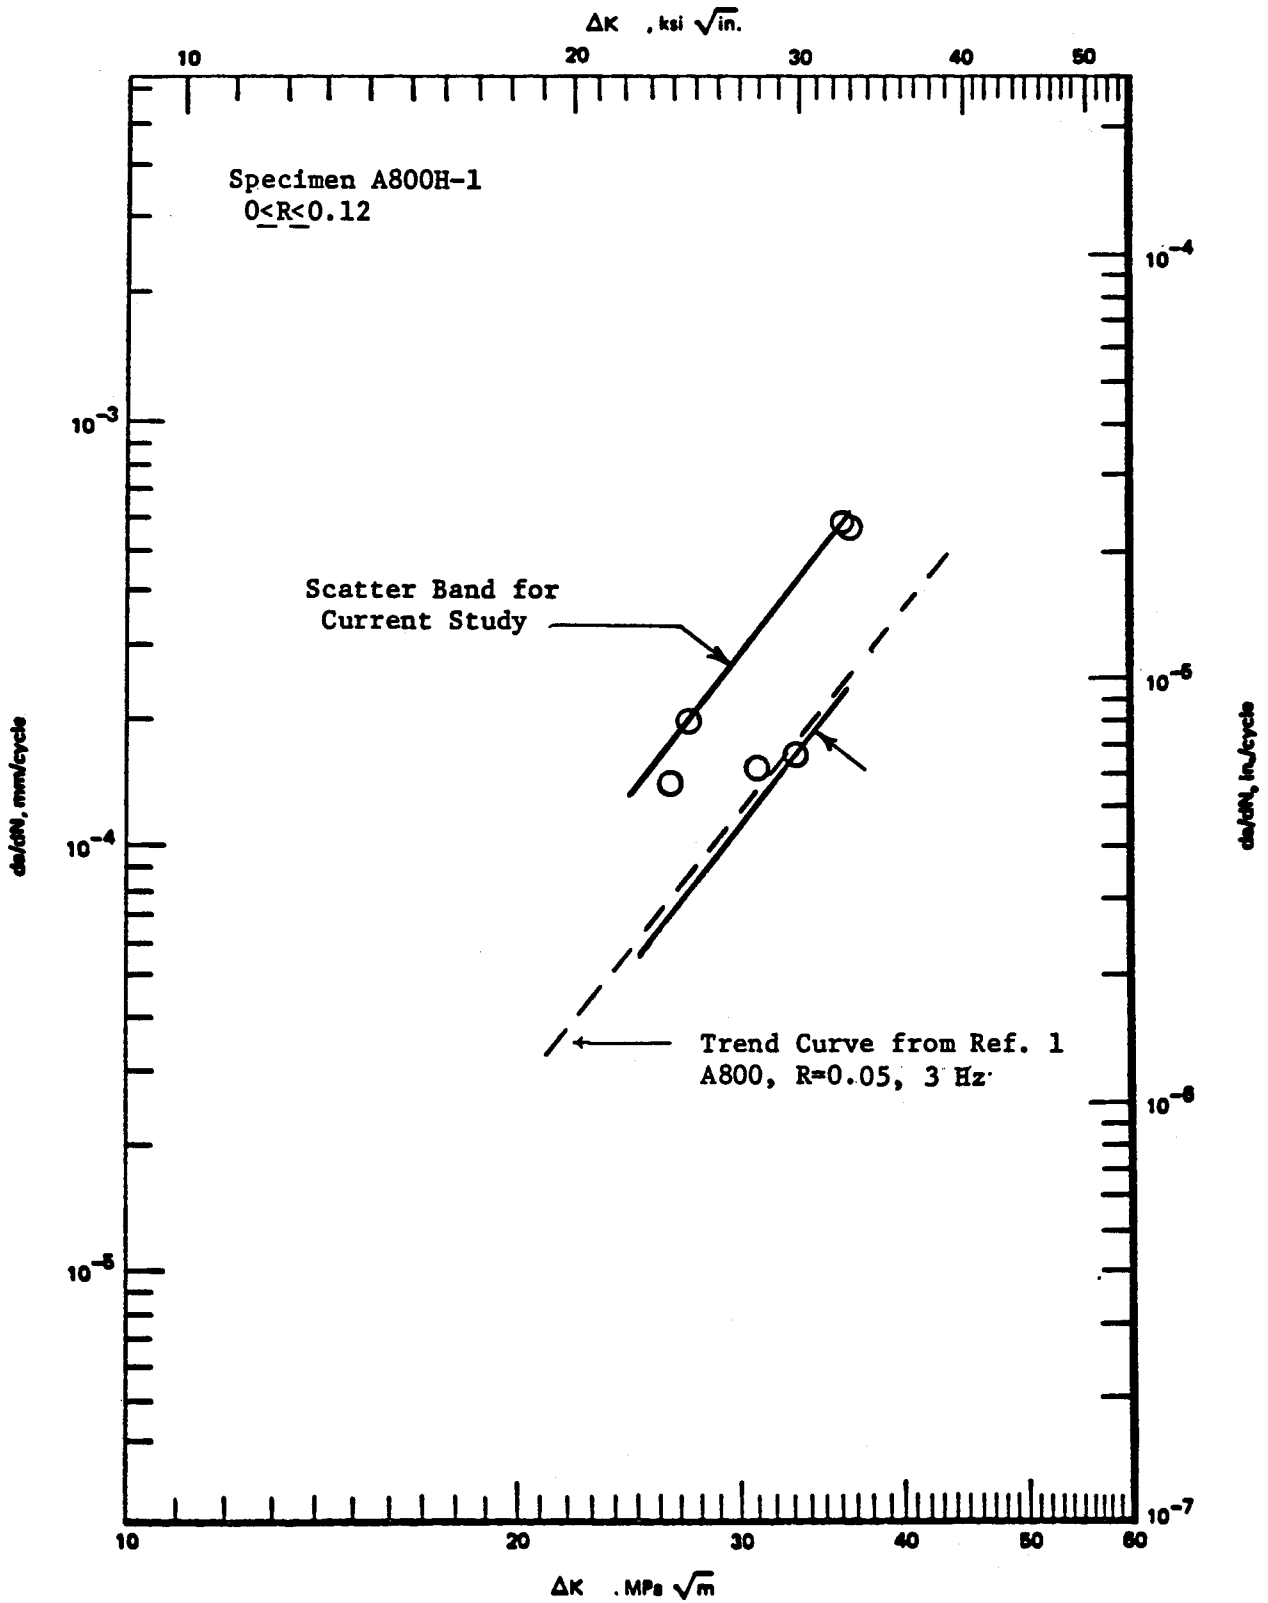 ΔK , ksi √in.
10 20 30 40 50
Specimen A800H-1
0≤R≤0.12
10⁻³
10⁻⁴
10⁻⁵
da/dN, mm/cycle
Scatter Band for
Current Study
Trend Curve from Ref. 1
A800, R=0.05, 3 Hz
10⁻⁴
10⁻⁵
10⁻⁶
10⁻⁷
da/dN, in./cycle
10 20 30 40 50 60
ΔK . MPa √m